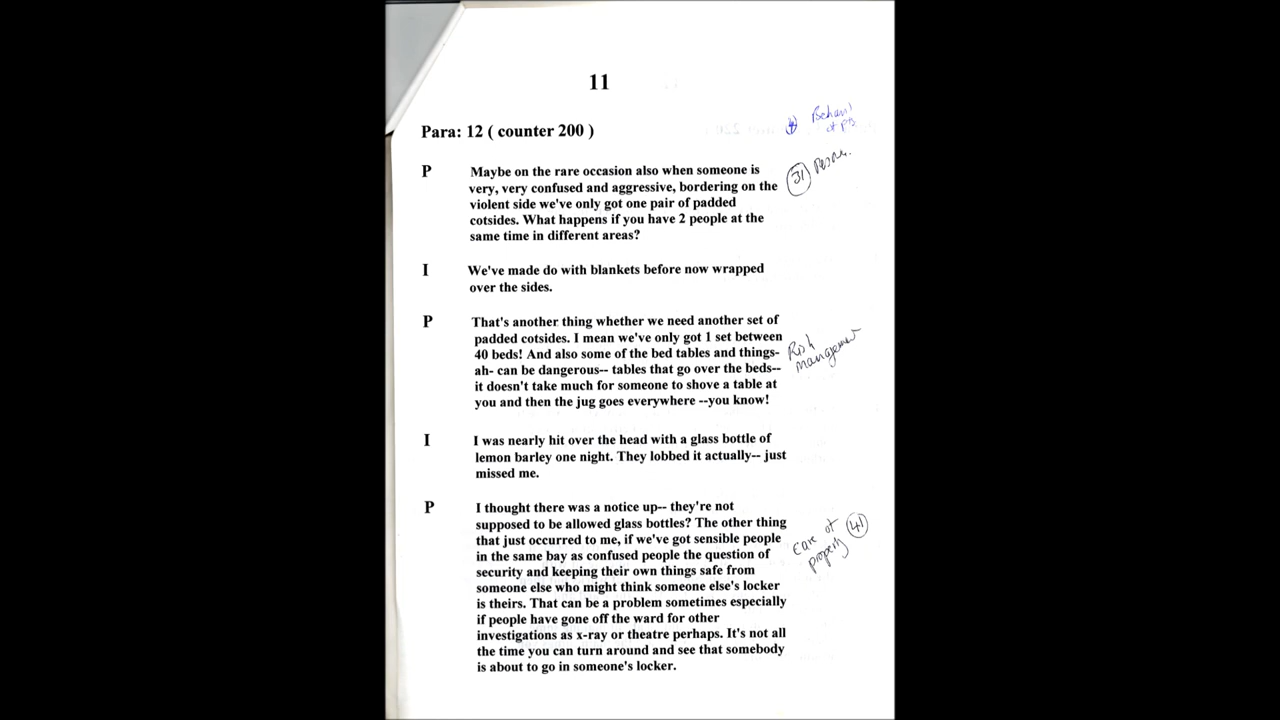 11
Para: 12 ( counter 200 )
P Maybe on the rare occasion also when someone is
very, very confused and aggressive, bordering on the
violent side we've only got one pair of padded
cotsides. What happens if you have 2 people at the
same time in different areas?
I We've made do with blankets before now wrapped
over the sides.
P That's another thing whether we need another set of
padded cotsides. I mean we've only got 1 set between
40 beds! And also some of the bed tables and things-
ah- can be dangerous-- tables that go over the beds--
it doesn't take much for someone to shove a table at
you and then the jug goes everywhere --you know!
I I was nearly hit over the head with a glass bottle of
lemon barley one night. They lobbed it actually-- just
missed me.
P I thought there was a notice up-- they're not
supposed to be allowed glass bottles? The other thing
that just occurred to me, if we've got sensible people
in the same bay as confused people the question of
security and keeping their own things safe from
someone else who might think someone else's locker
is theirs. That can be a problem sometimes especially
if people have gone off the ward for other
investigations as x-ray or theatre perhaps. It's not all
the time you can turn around and see that somebody
is about to go in someone's locker.
31
Risk
management
Care of
property 41